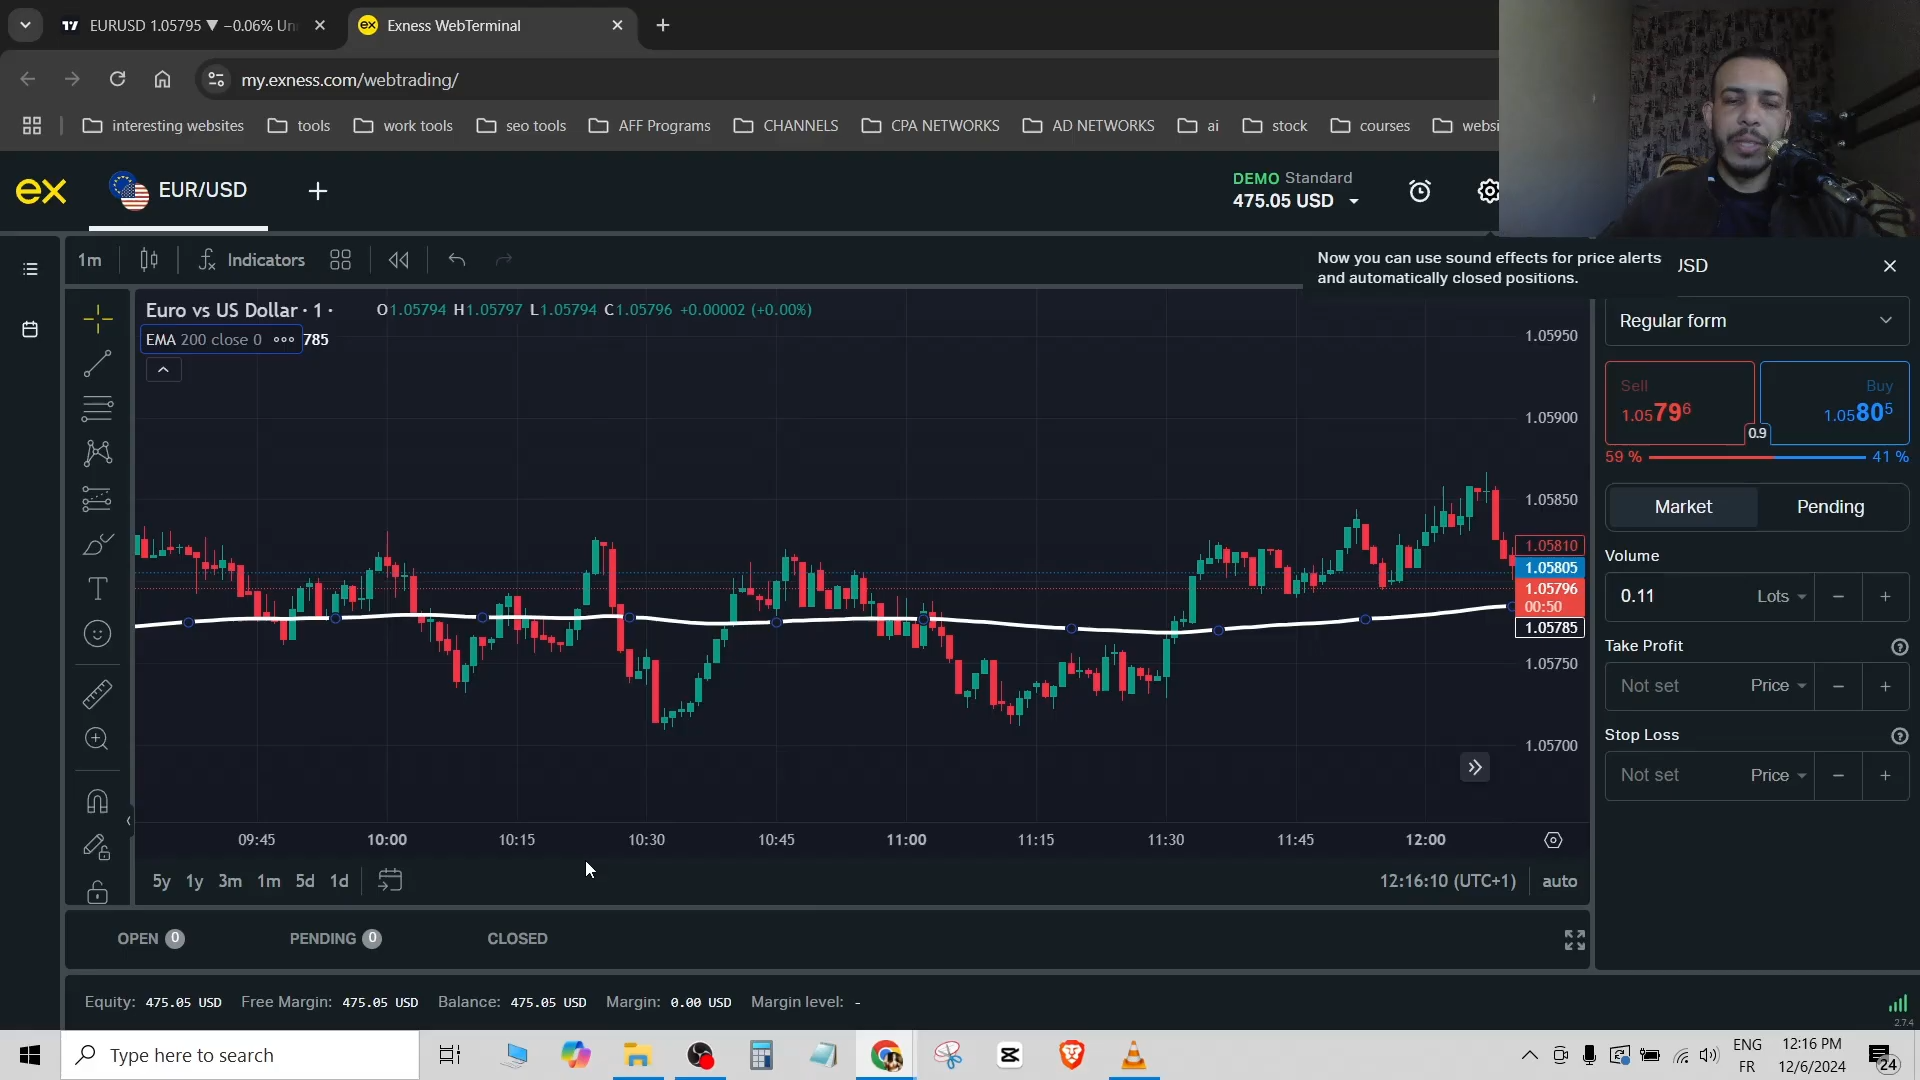 EURUSD 1.05795 ▼ −0.06% Un
Exness WebTerminal
my.exness.com/webtrading/
interesting websites
tools
work tools
seo tools
AFF Programs
CHANNELS
CPA NETWORKS
AD NETWORKS
ai
stock
courses
websi
ex
EUR/USD
DEMO Standard
475.05 USD
1m
Indicators
Now you can use sound effects for price alerts
and automatically closed positions.
USD
Euro vs US Dollar · 1 ·
O1.05794 H1.05797 L1.05794 C1.05796 +0.00002 (+0.00%)
EMA 200 close 0 785
1.05950
1.05900
1.05850
1.05810
1.05805
1.05796
00:50
1.05785
1.05750
1.05700
09:45
10:00
10:15
10:30
10:45
11:00
11:15
11:30
11:45
12:00
5y 1y 3m 1m 5d 1d
12:16:10 (UTC+1)
auto
Regular form
Sell
1.05796
Buy
1.05805
0.9
59 %
41 %
Market
Pending
Volume
0.11 Lots
Take Profit
Not set Price
Stop Loss
Not set Price
OPEN 0
PENDING 0
CLOSED
Equity: 475.05 USD Free Margin: 475.05 USD Balance: 475.05 USD Margin: 0.00 USD Margin level: -
2.7.4
Type here to search
ENG
FR
12:16 PM
12/6/2024
24